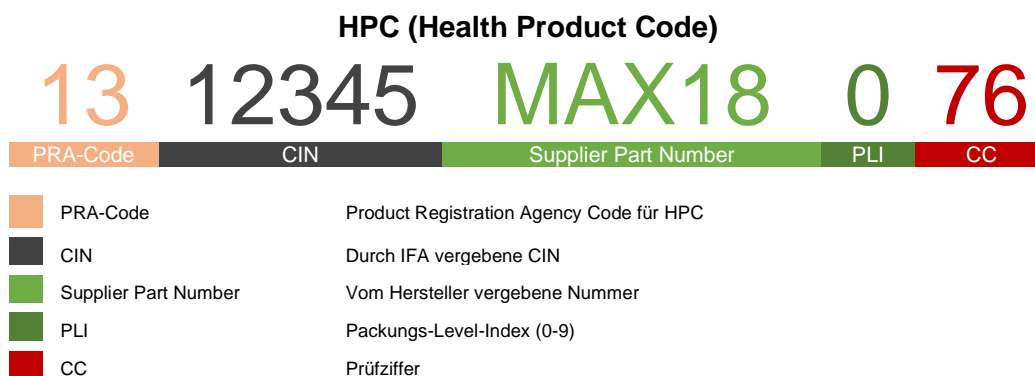 HPC (Health Product Code)
13 12345 MAX18 0 76
PRA-Code CIN Supplier Part Number PLI CC
PRA-Code Product Registration Agency Code für HPC
CIN Durch IFA vergebene CIN
Supplier Part Number Vom Hersteller vergebene Nummer
PLI Packungs-Level-Index (0-9)
CC Prüfziffer